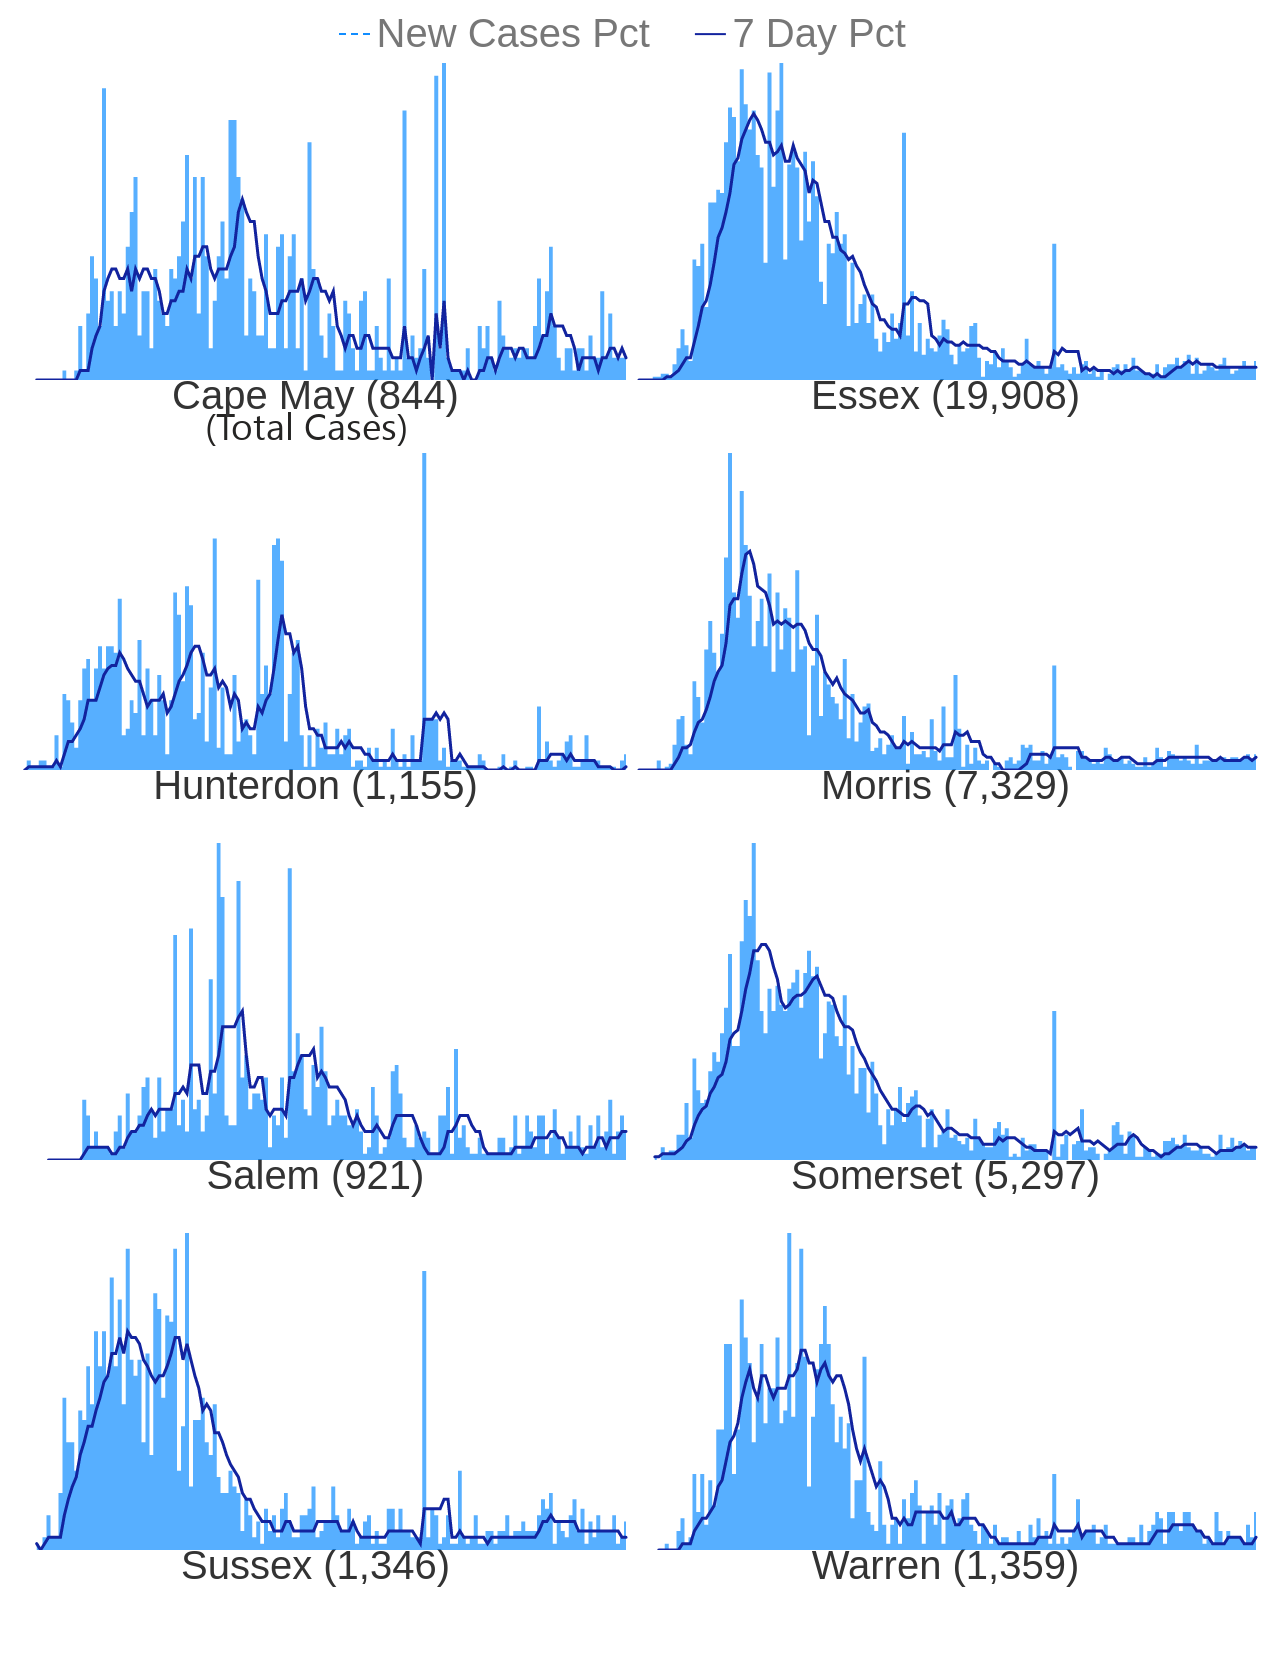 New Cases Pct 7 Day Pct
Cape May (844) Essex (19,908)
(Total Cases)
Hunterdon (1,155) Morris (7,329)
Salem (921) Somerset (5,297)
Sussex (1,346) Warren (1,359)